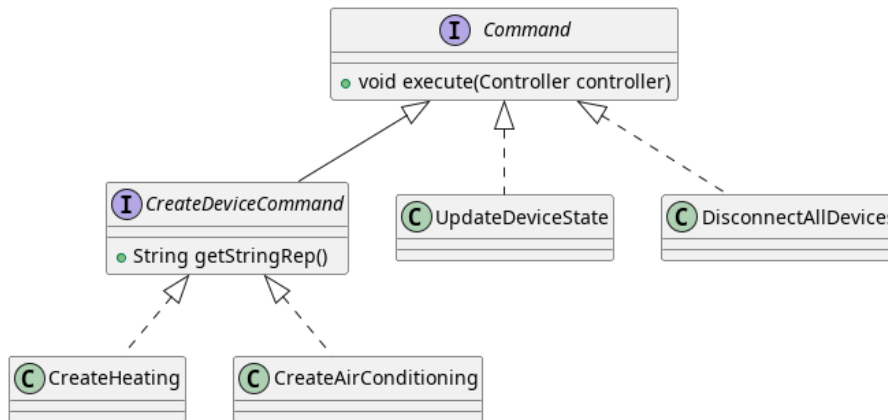 I Command
void execute(Controller controller)
I CreateDeviceCommand
C UpdateDeviceState
C DisconnectAllDevices
String getStringRep()
C CreateHeating
C CreateAirConditioning